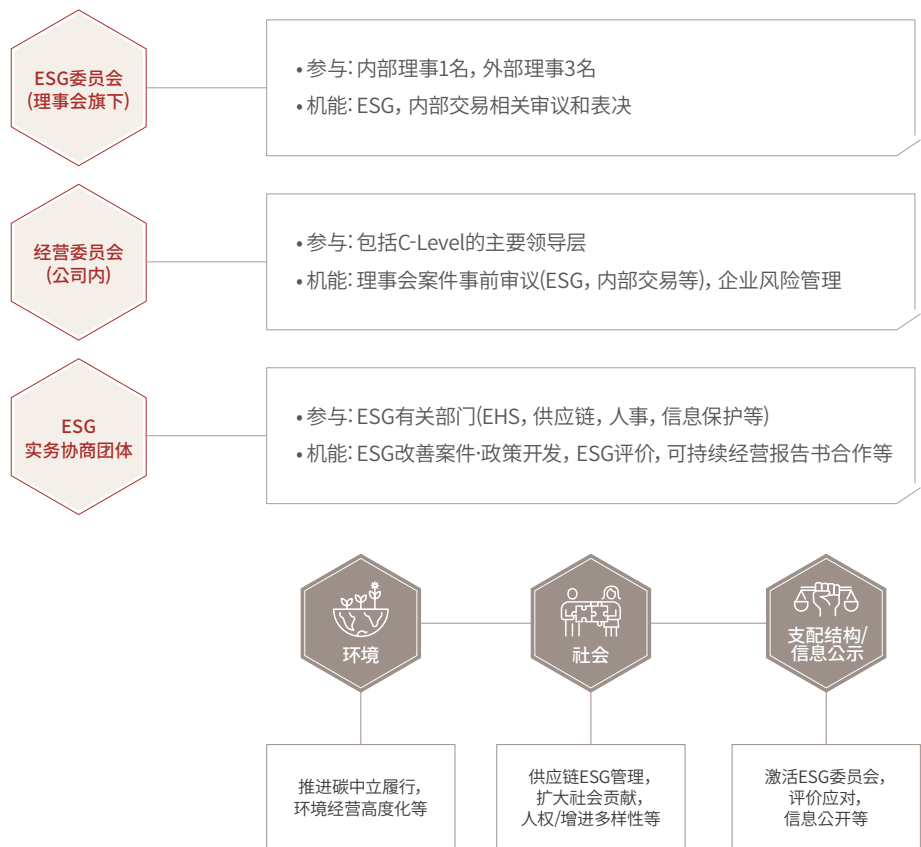 ESG委员会
(理事会旗下)
• 参与: 内部理事1名, 外部理事3名
• 机能: ESG, 内部交易相关审议和表决
经营委员会
(公司内)
• 参与: 包括C-Level的主要领导层
• 机能: 理事会案件事前审议(ESG, 内部交易等), 企业风险管理
ESG
实务协商团体
• 参与: ESG有关部门(EHS, 供应链, 人事, 信息保护等)
• 机能: ESG改善案件·政策开发, ESG评价, 可持续经营报告书合作等
环境
社会
支配结构/
信息公示
推进碳中立履行,
环境经营高度化等
供应链ESG管理,
扩大社会贡献,
人权/增进多样性等
激活ESG委员会,
评价应对,
信息公开等